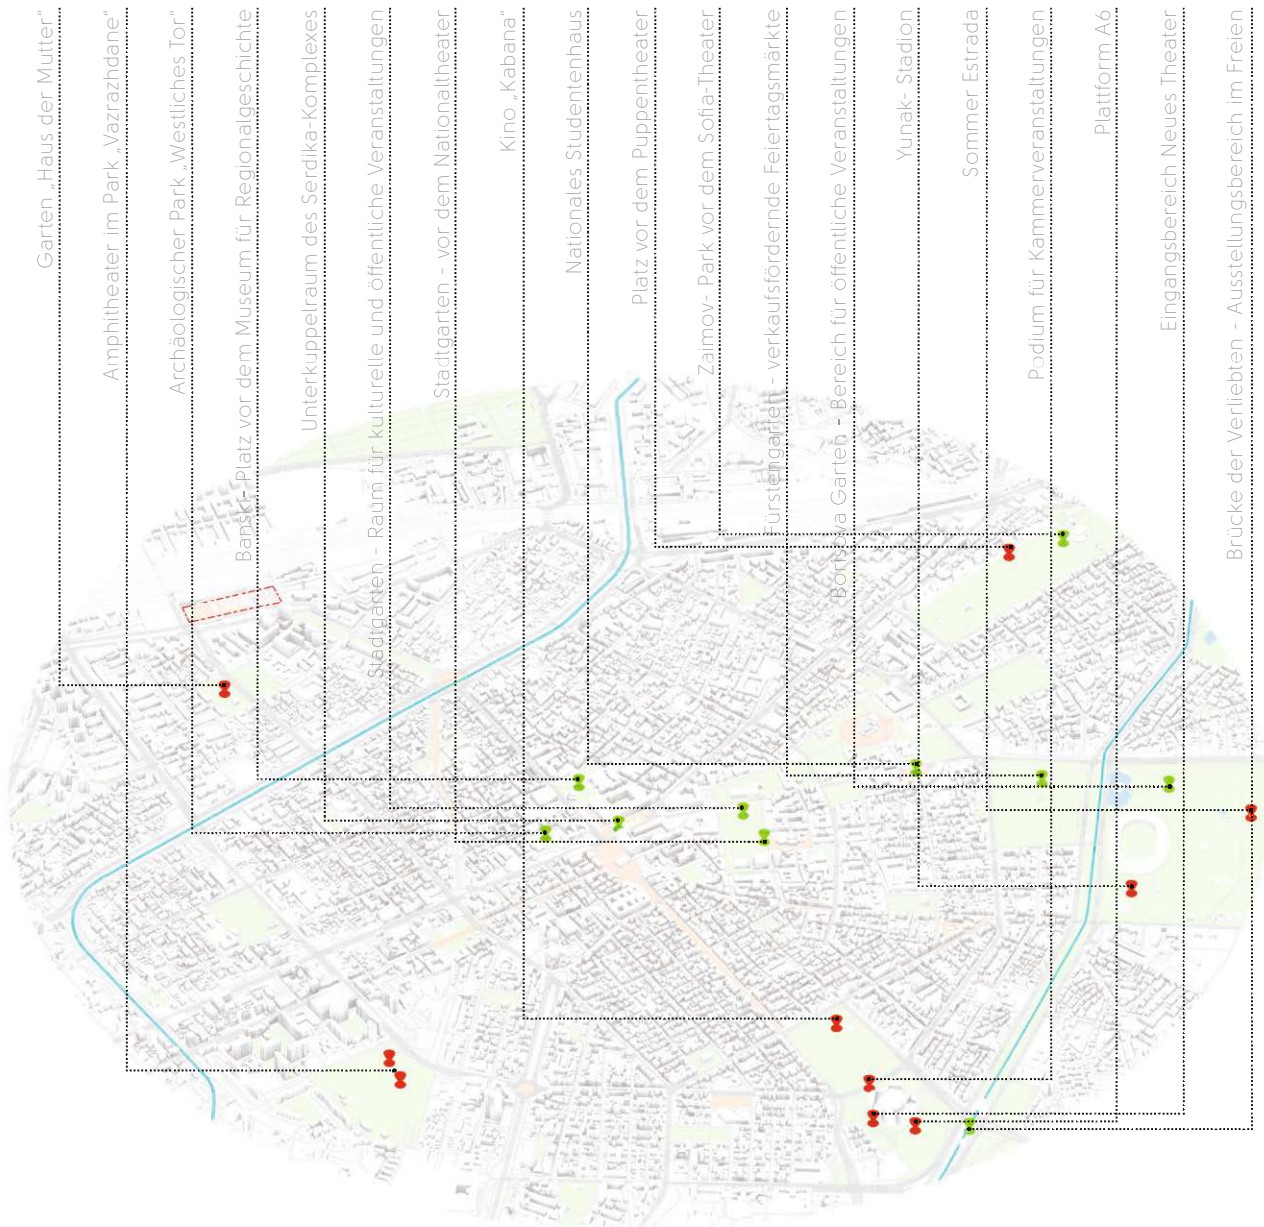 Garten „Haus der Mutter“
Amphitheater im Park „Vazrazhdane“
Archäologischer Park „Westliches Tor“
Banski- Platz vor dem Museum für Regionalgeschichte
Unterkuppelraum des Serdika-Komplexes
Stadtgarten - Raum für kulturelle und öffentliche Veranstaltungen
Stadtgarten - vor dem Nationaltheater
Kino „Kabana“
Nationales Studentenhaus
Platz vor dem Puppentheater
Zaimov- Park vor dem Sofia-Theater
Fürstengarten - verkaufsfördernde Feiertagsmärkte
Borisova Garten - Bereich für öffentliche Veranstaltungen
Yunak- Stadion
Sommer Estrada
Podium für Kammerveranstaltungen
Plattform A6
Eingangsbereich Neues Theater
Brücke der Verliebten - Ausstellungsbereich im Freien